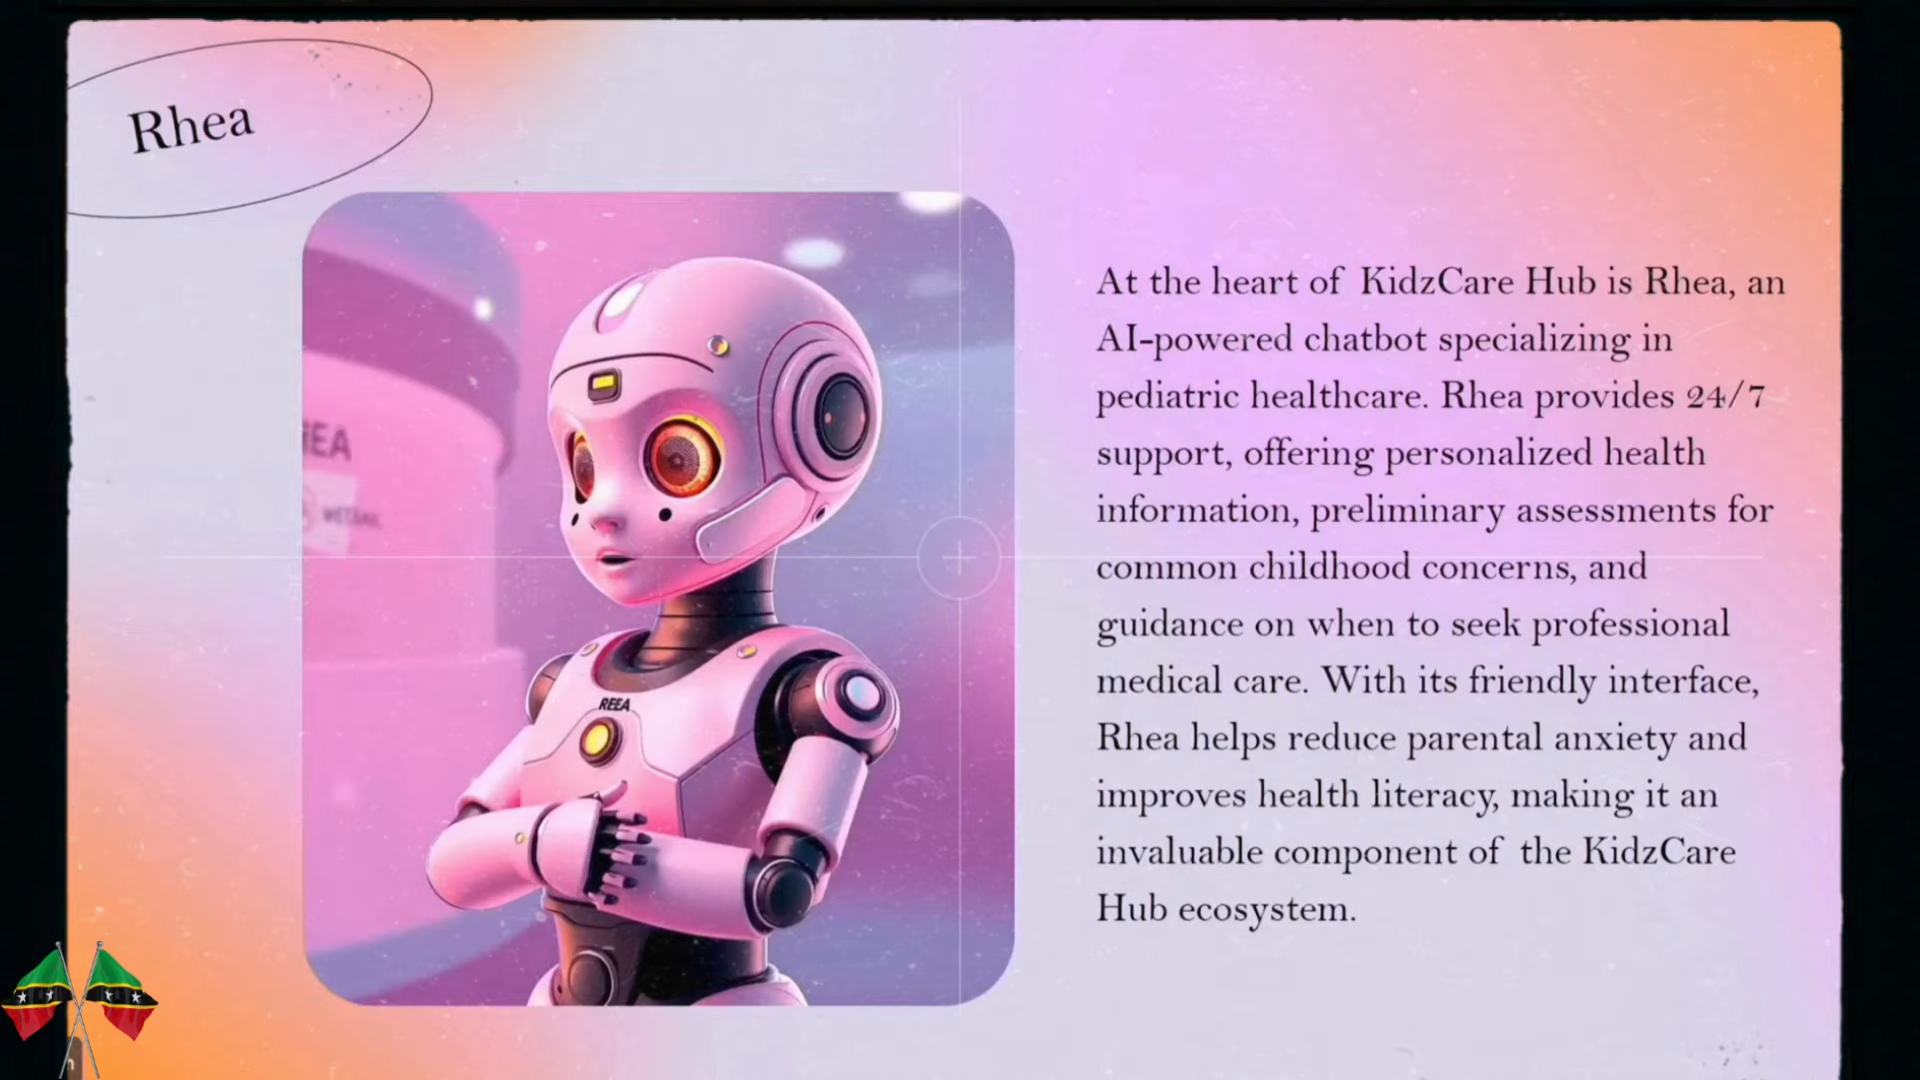 Rhea
REEA
At the heart of KidzCare Hub is Rhea, an
AI-powered chatbot specializing in
pediatric healthcare. Rhea provides 24/7
support, offering personalized health
information, preliminary assessments for
common childhood concerns, and
guidance on when to seek professional
medical care. With its friendly interface,
Rhea helps reduce parental anxiety and
improves health literacy, making it an
invaluable component of the KidzCare
Hub ecosystem.